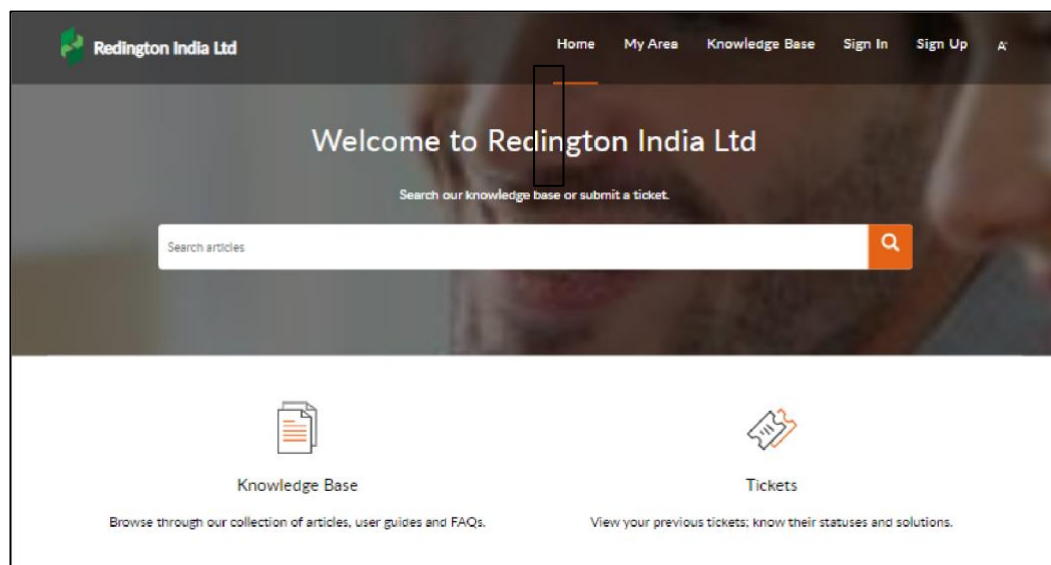 Redington India Ltd
Home My Area Knowledge Base Sign In Sign Up A
Welcome to Redington India Ltd
Search our knowledge base or submit a ticket.
Search articles
Knowledge Base
Browse through our collection of articles, user guides and FAQs.
Tickets
View your previous tickets; know their statuses and solutions.